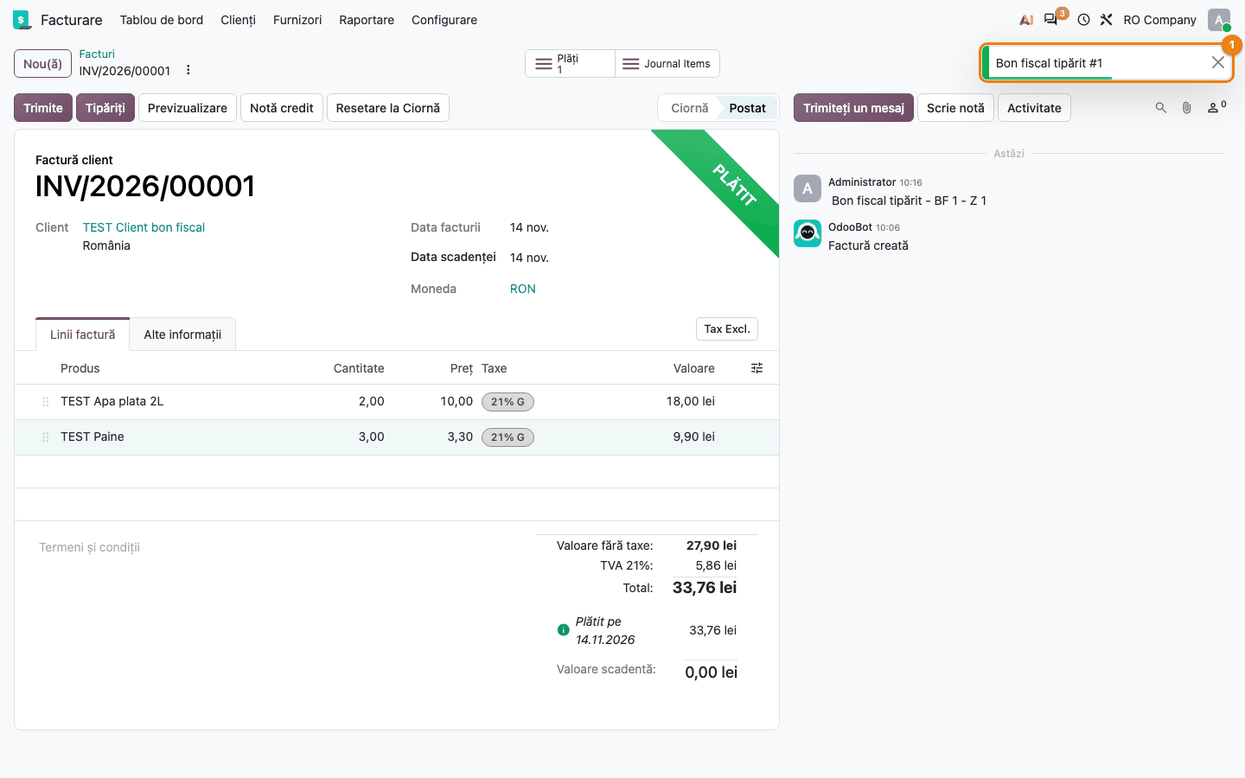 Facturare
Tablou de bord
Clienți
Furnizori
Raportare
Configurare
AI
3
RO Company
A
Nou(ă)
Facturi
INV/2026/00001
Plăți
1
Journal Items
1
Bon fiscal tipărit #1
Trimite
Tipăriți
Previzualizare
Notă credit
Resetare la Ciornă
Ciornă
Postat
Trimiteți un mesaj
Scrie notă
Activitate
0
Factură client
INV/2026/00001
PLĂTIT
Client
TEST Client bon fiscal
România
Data facturii
14 nov.
Data scadenței
14 nov.
Moneda
RON
Astăzi
A
Administrator 10:16
Bon fiscal tipărit - BF 1 - Z 1
OdooBot 10:06
Factură creată
Linii factură
Alte informații
Tax Excl.
Produs Cantitate Preț Taxe Valoare
TEST Apa plata 2L 2,00 10,00 21% G 18,00 lei
TEST Paine 3,00 3,30 21% G 9,90 lei
Termeni și condiții
Valoare fără taxe: 27,90 lei
TVA 21%: 5,86 lei
Total: 33,76 lei
Plătit pe
14.11.2026
33,76 lei
Valoare scadentă: 0,00 lei